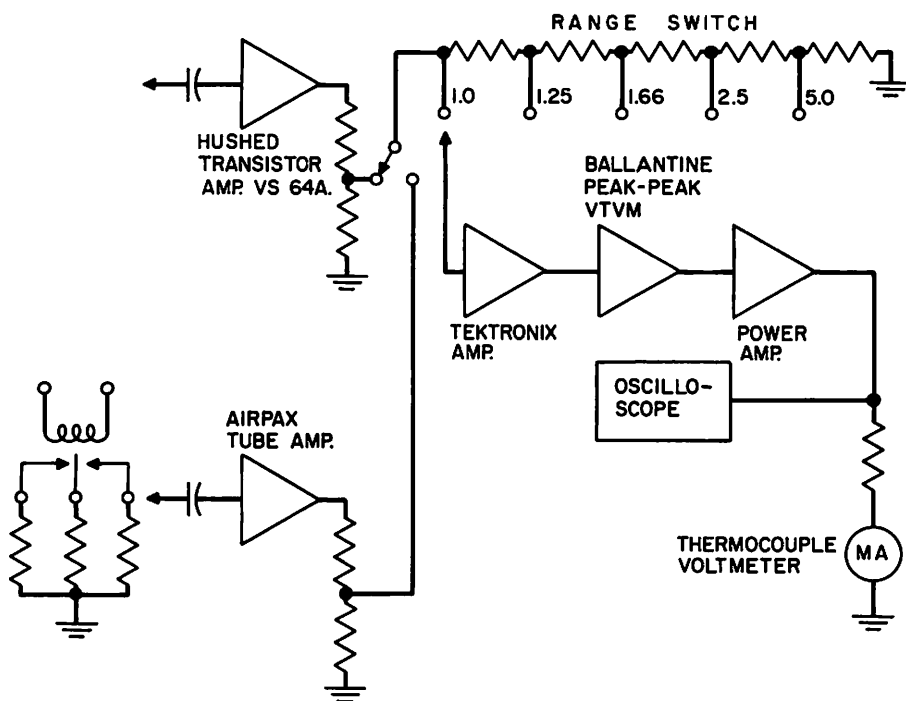 RANGE SWITCH
1.0
1.25
1.66
2.5
5.0
HUSHED
TRANSISTOR
AMP. VS 64A.
BALLANTINE
PEAK-PEAK
VTVM
TEKTRONIX
AMP.
POWER
AMP.
OSCILLO-
SCOPE
AIRPAX
TUBE AMP.
THERMOCOUPLE
VOLTMETER
MA